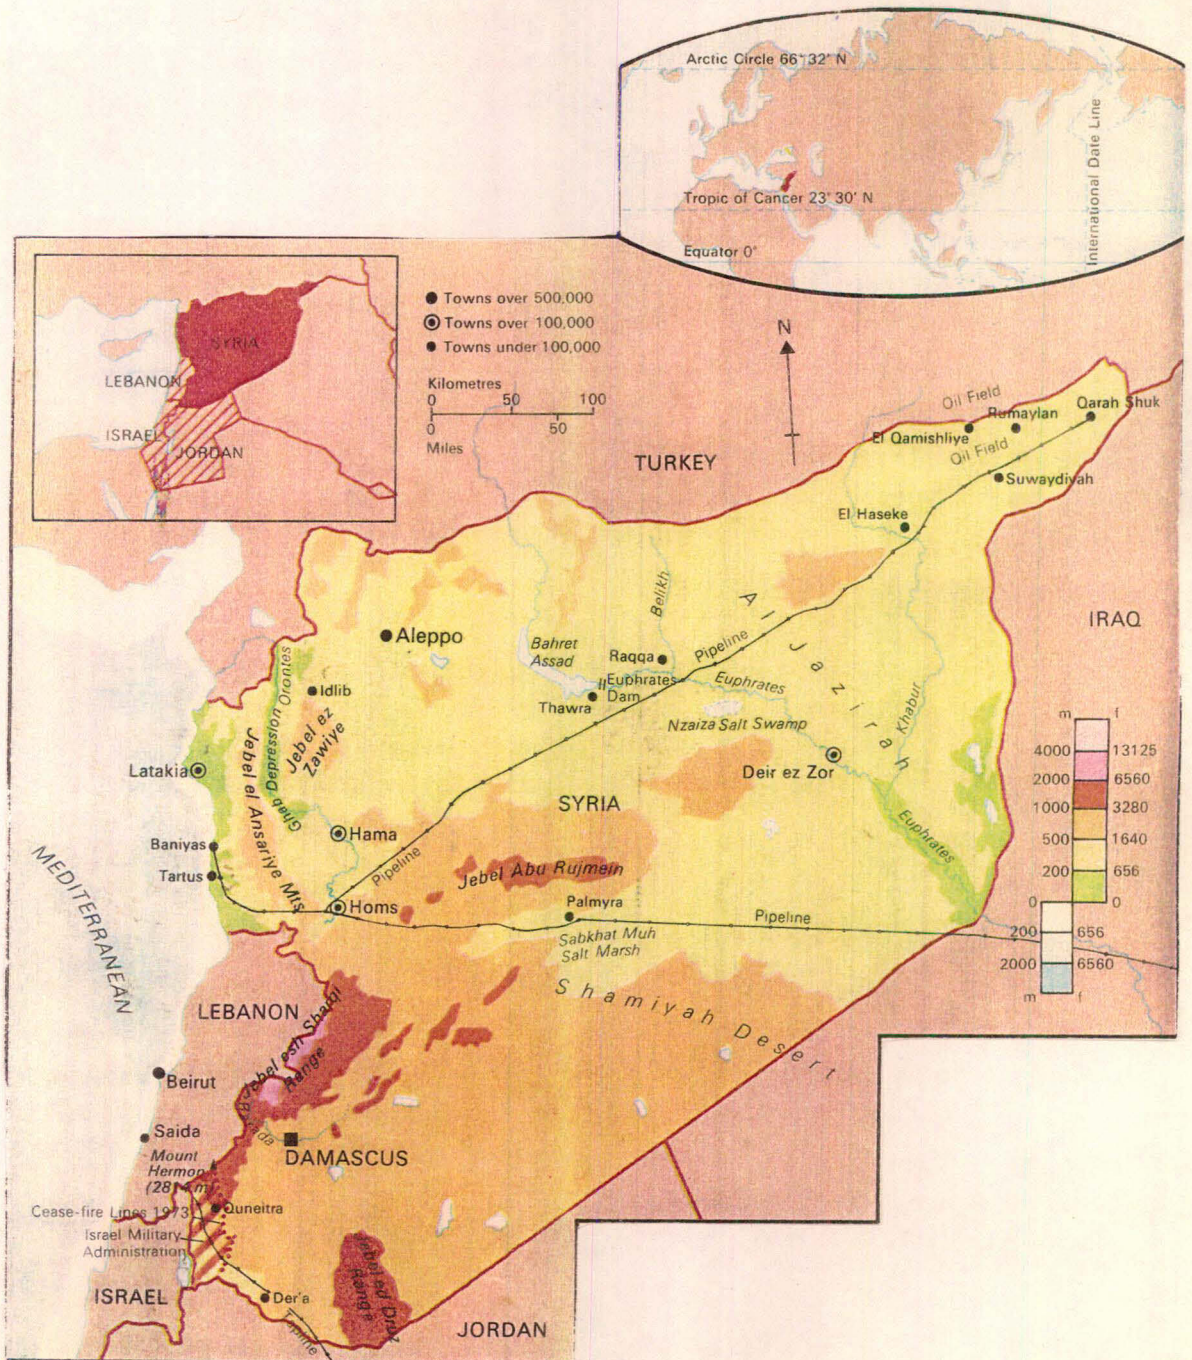 Arctic Circle 66° 32' N
International Date Line
Tropic of Cancer 23° 30' N
Equator 0°
SYRIA
LEBANON
ISRAEL
JORDAN
Towns over 500,000
Towns over 100,000
Towns under 100,000
Kilometres
0 50 100
0 50
Miles
N
TURKEY
Oil Field
Rumaylan
Qarah Shuk
El Qamishliye
Oil Field
Suwaydiyah
El Haseke
IRAQ
Belikh
Al Jazirah
Aleppo
Bahret
Assad
Raqqa
Pipeline
Euphrates
Euphrates
Dam
Thawra
Khabur
Orontes
Idlib
Jebel ez
Zawiye
Ghab Depression
Jebel el Ansariye Mts
Latakia
Nzaiza Salt Swamp
Deir ez Zor
SYRIA
Hama
Euphrates
Baniyas
Tartus
Pipeline
Jebel Abu Rujmein
Homs
Palmyra
Pipeline
Sabkhat Muh
Salt Marsh
MEDITERRANEAN
Shamiyah Desert
LEBANON
Jebel esh Sharqi
Range
Beirut
Barada
Saida
DAMASCUS
Mount
Hermon
(2814m)
Cease-fire Lines 1973
Quneitra
Israel Military
Administration
ISRAEL
Der'a
Jebel ed Druz
Range
Tapline
JORDAN
m f
4000 13125
2000 6560
1000 3280
500 1640
200 656
0 0
200 656
2000 6560
m f